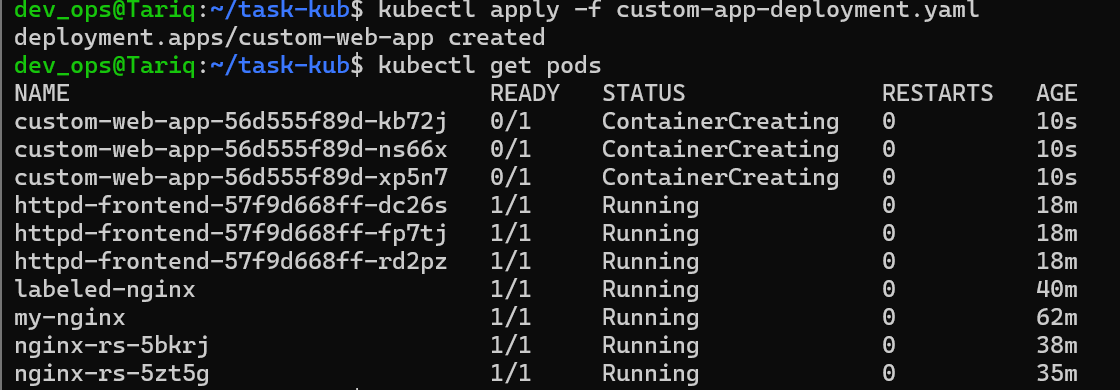 dev_ops@Tariq:~/task-kub$ kubectl apply -f custom-app-deployment.yaml
deployment.apps/custom-web-app created
dev_ops@Tariq:~/task-kub$ kubectl get pods
NAME READY STATUS RESTARTS AGE
custom-web-app-56d555f89d-kb72j 0/1 ContainerCreating 0 10s
custom-web-app-56d555f89d-ns66x 0/1 ContainerCreating 0 10s
custom-web-app-56d555f89d-xp5n7 0/1 ContainerCreating 0 10s
httpd-frontend-57f9d668ff-dc26s 1/1 Running 0 18m
httpd-frontend-57f9d668ff-fp7tj 1/1 Running 0 18m
httpd-frontend-57f9d668ff-rd2pz 1/1 Running 0 18m
labeled-nginx 1/1 Running 0 40m
my-nginx 1/1 Running 0 62m
nginx-rs-5bkrj 1/1 Running 0 38m
nginx-rs-5zt5g 1/1 Running 0 35m